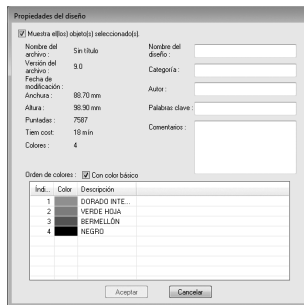 Propiedades del diseño
Muestra el(los) objeto(s) seleccionado(s).
Nombre del archivo : Sin título
Versión del archivo : 9.0
Fecha de modificación :
Anchura : 88.70 mm
Altura : 98.90 mm
Puntadas : 7587
Tiem cost: 18 min
Colores : 4
Nombre del diseño :
Categoría :
Autor :
Palabras clave :
Comentarios :
Orden de colores : Con color básico
Índi... Color Descripción
1 DORADO INTE...
2 VERDE HOJA
3 BERMELLÓN
4 NEGRO
Aceptar Cancelar